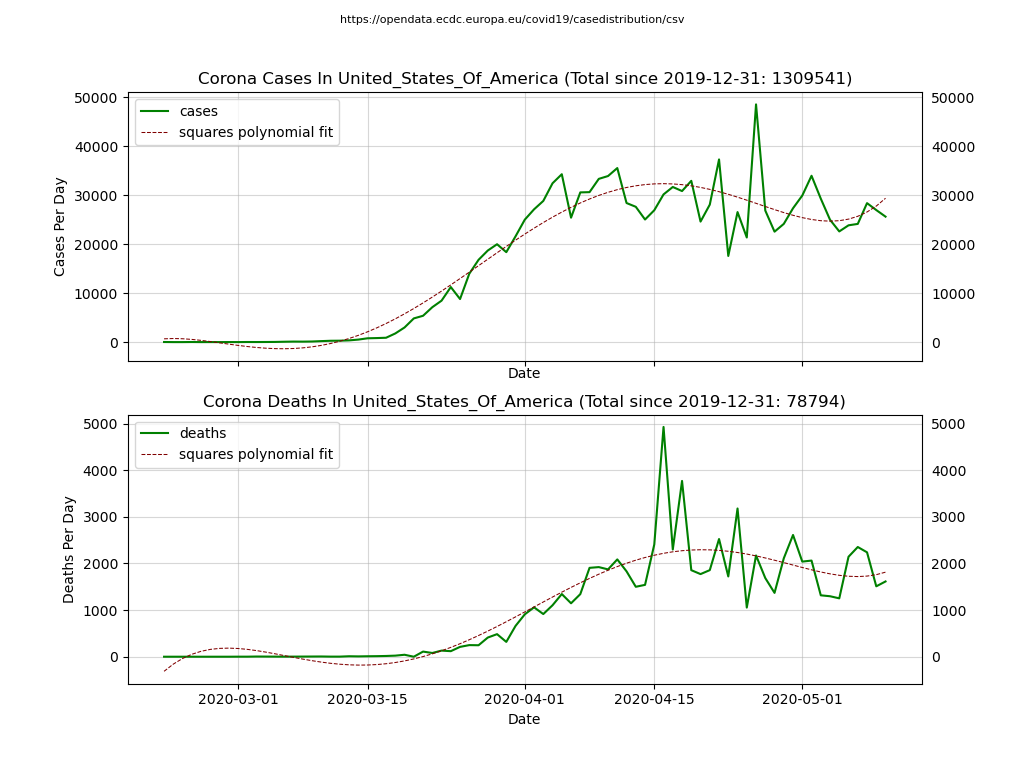 https://opendata.ecdc.europa.eu/covid19/casedistribution/csv
Corona Cases In United_States_Of_America (Total since 2019-12-31: 1309541)
cases
squares polynomial fit
Cases Per Day
50000
40000
30000
20000
10000
0
50000
40000
30000
20000
10000
0
Date
Corona Deaths In United_States_Of_America (Total since 2019-12-31: 78794)
deaths
squares polynomial fit
Deaths Per Day
5000
4000
3000
2000
1000
0
5000
4000
3000
2000
1000
0
2020-03-01 2020-03-15 2020-04-01 2020-04-15 2020-05-01
Date